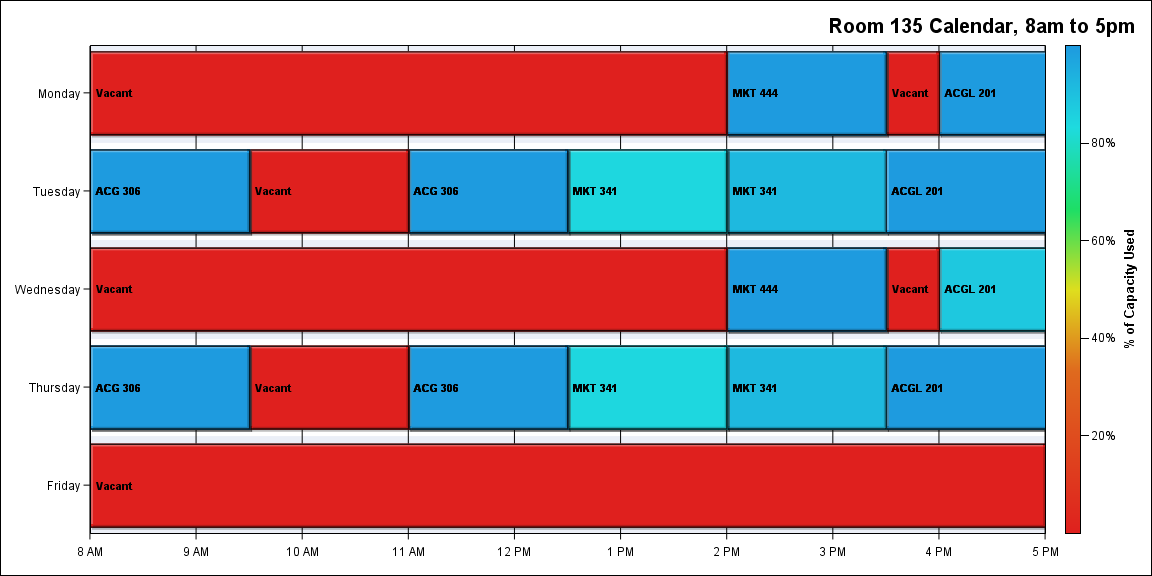 Room 135 Calendar, 8am to 5pm
Monday
Vacant
MKT 444
Vacant
ACGL 201
Tuesday
ACG 306
Vacant
ACG 306
MKT 341
MKT 341
ACGL 201
Wednesday
Vacant
MKT 444
Vacant
ACGL 201
Thursday
ACG 306
Vacant
ACG 306
MKT 341
MKT 341
ACGL 201
Friday
Vacant
8 AM
9 AM
10 AM
11 AM
12 PM
1 PM
2 PM
3 PM
4 PM
5 PM
80%
60%
40%
20%
% of Capacity Used